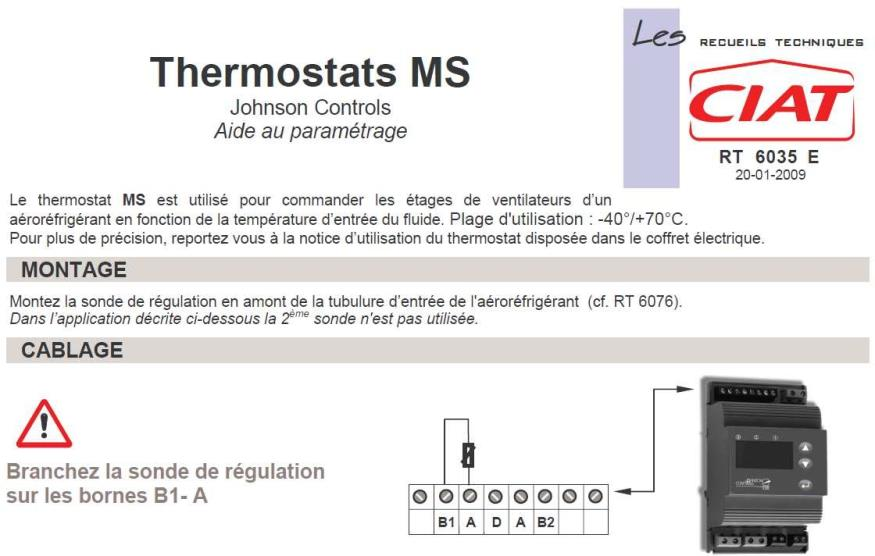 Les RECUEILS TECHNIQUES
Thermostats MS
CIAT
Johnson Controls
Aide au paramétrage
RT 6035 E
20-01-2009
Le thermostat MS est utilisé pour commander les étages de ventilateurs d'un
aéroréfrigérant en fonction de la température d'entrée du fluide. Plage d'utilisation : -40°/+70°C.
Pour plus de précision, reportez vous à la notice d'utilisation du thermostat disposée dans le coffret électrique.
MONTAGE
Montez la sonde de régulation en amont de la tubulure d'entrée de l'aéroréfrigérant (cf. RT 6076).
Dans l'application décrite ci-dessous la 2ème sonde n'est pas utilisée.
CABLAGE
Branchez la sonde de régulation
sur les bornes B1- A
B1 A D A B2